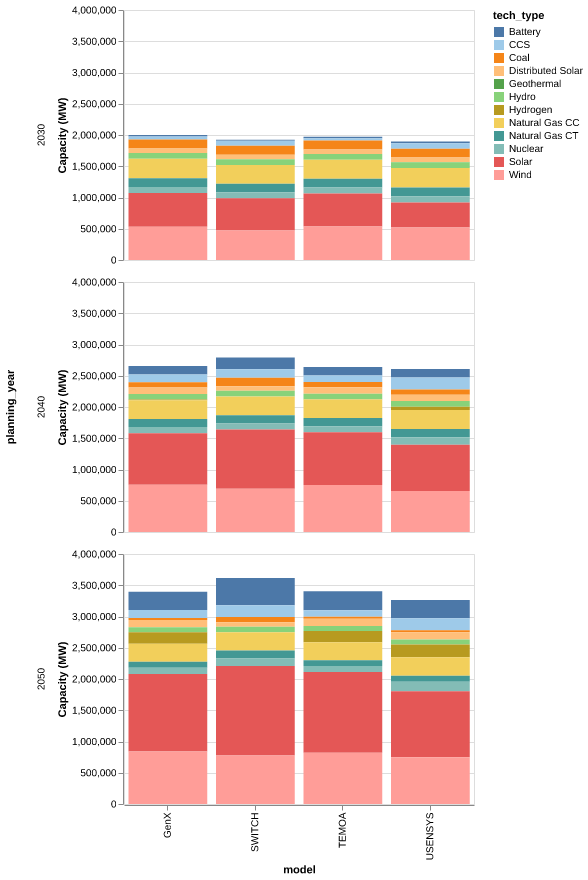 tech_type
Battery
CCS
Coal
Distributed Solar
Geothermal
Hydro
Hydrogen
Natural Gas CC
Natural Gas CT
Nuclear
Solar
Wind
planning_year
2030
Capacity (MW)
4,000,000
3,500,000
3,000,000
2,500,000
2,000,000
1,500,000
1,000,000
500,000
0
2040
Capacity (MW)
4,000,000
3,500,000
3,000,000
2,500,000
2,000,000
1,500,000
1,000,000
500,000
0
2050
Capacity (MW)
4,000,000
3,500,000
3,000,000
2,500,000
2,000,000
1,500,000
1,000,000
500,000
0
GenX
SWITCH
TEMOA
USENSYS
model